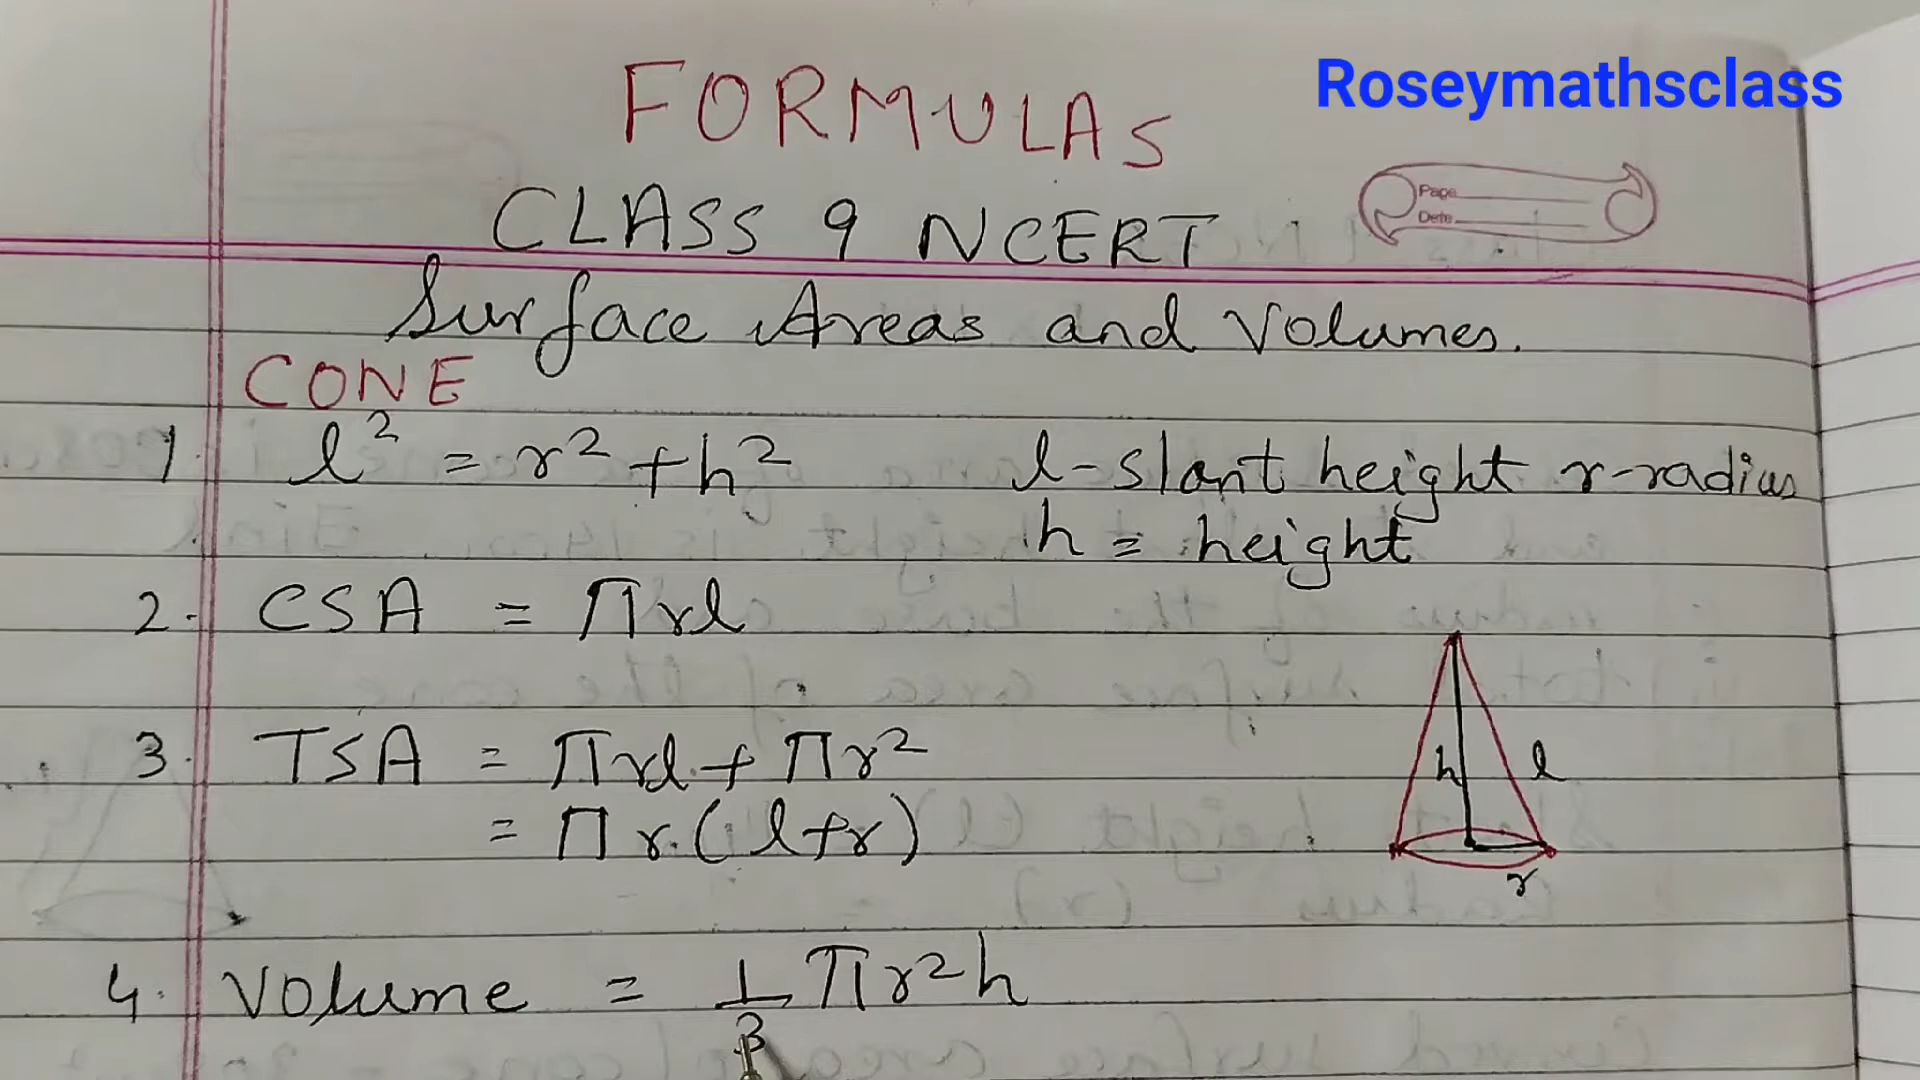 Roseymathsclass
FORMULAS
Page
Date
CLASS 9 NCERT
Surface Areas and Volumes.
CONE
1. l² = r² + h² l - slant height r - radius
h = height
2. CSA = πrl
3. TSA = πrl + πr²
= πr.(l+r)
h l
r
4. Volume = 1/3 πr²h